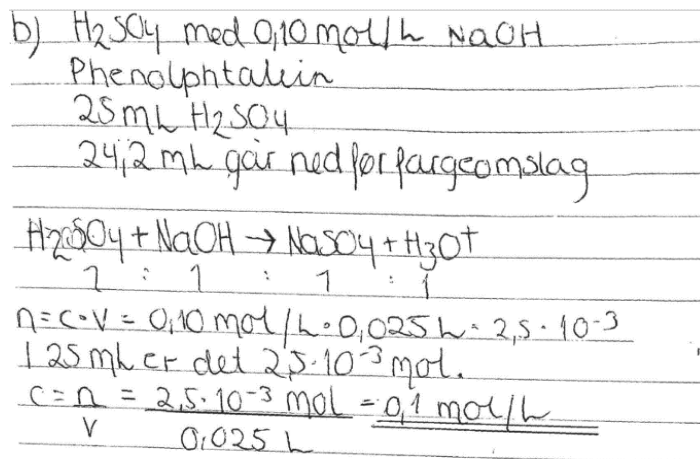 b) H₂SO₄ med 0,10 mol/L NaOH
Phenolphtalein
25 mL H₂SO₄
24,2 mL går ned før fargeomslag
H₂SO₄ + NaOH → NaSO₄ + H₃O⁺
1 : 1 : 1 : 1
n = c · V = 0,10 mol/L · 0,025 L = 2,5 · 10⁻³
I 25 mL er det 2,5 · 10⁻³ mol.
c = n/V = 2,5 · 10⁻³ mol / 0,025 L = 0,1 mol/L